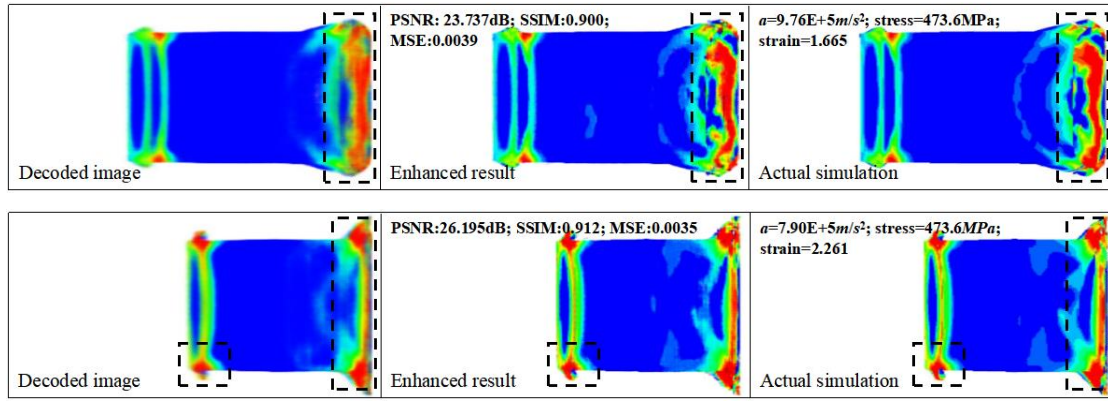 PSNR: 23.737dB; SSIM:0.900;
MSE:0.0039
a=9.76E+5m/s²; stress=473.6MPa;
strain=1.665
Decoded image
Enhanced result
Actual simulation
PSNR:26.195dB; SSIM:0.912; MSE:0.0035
a=7.90E+5m/s²; stress=473.6MPa;
strain=2.261
Decoded image
Enhanced result
Actual simulation